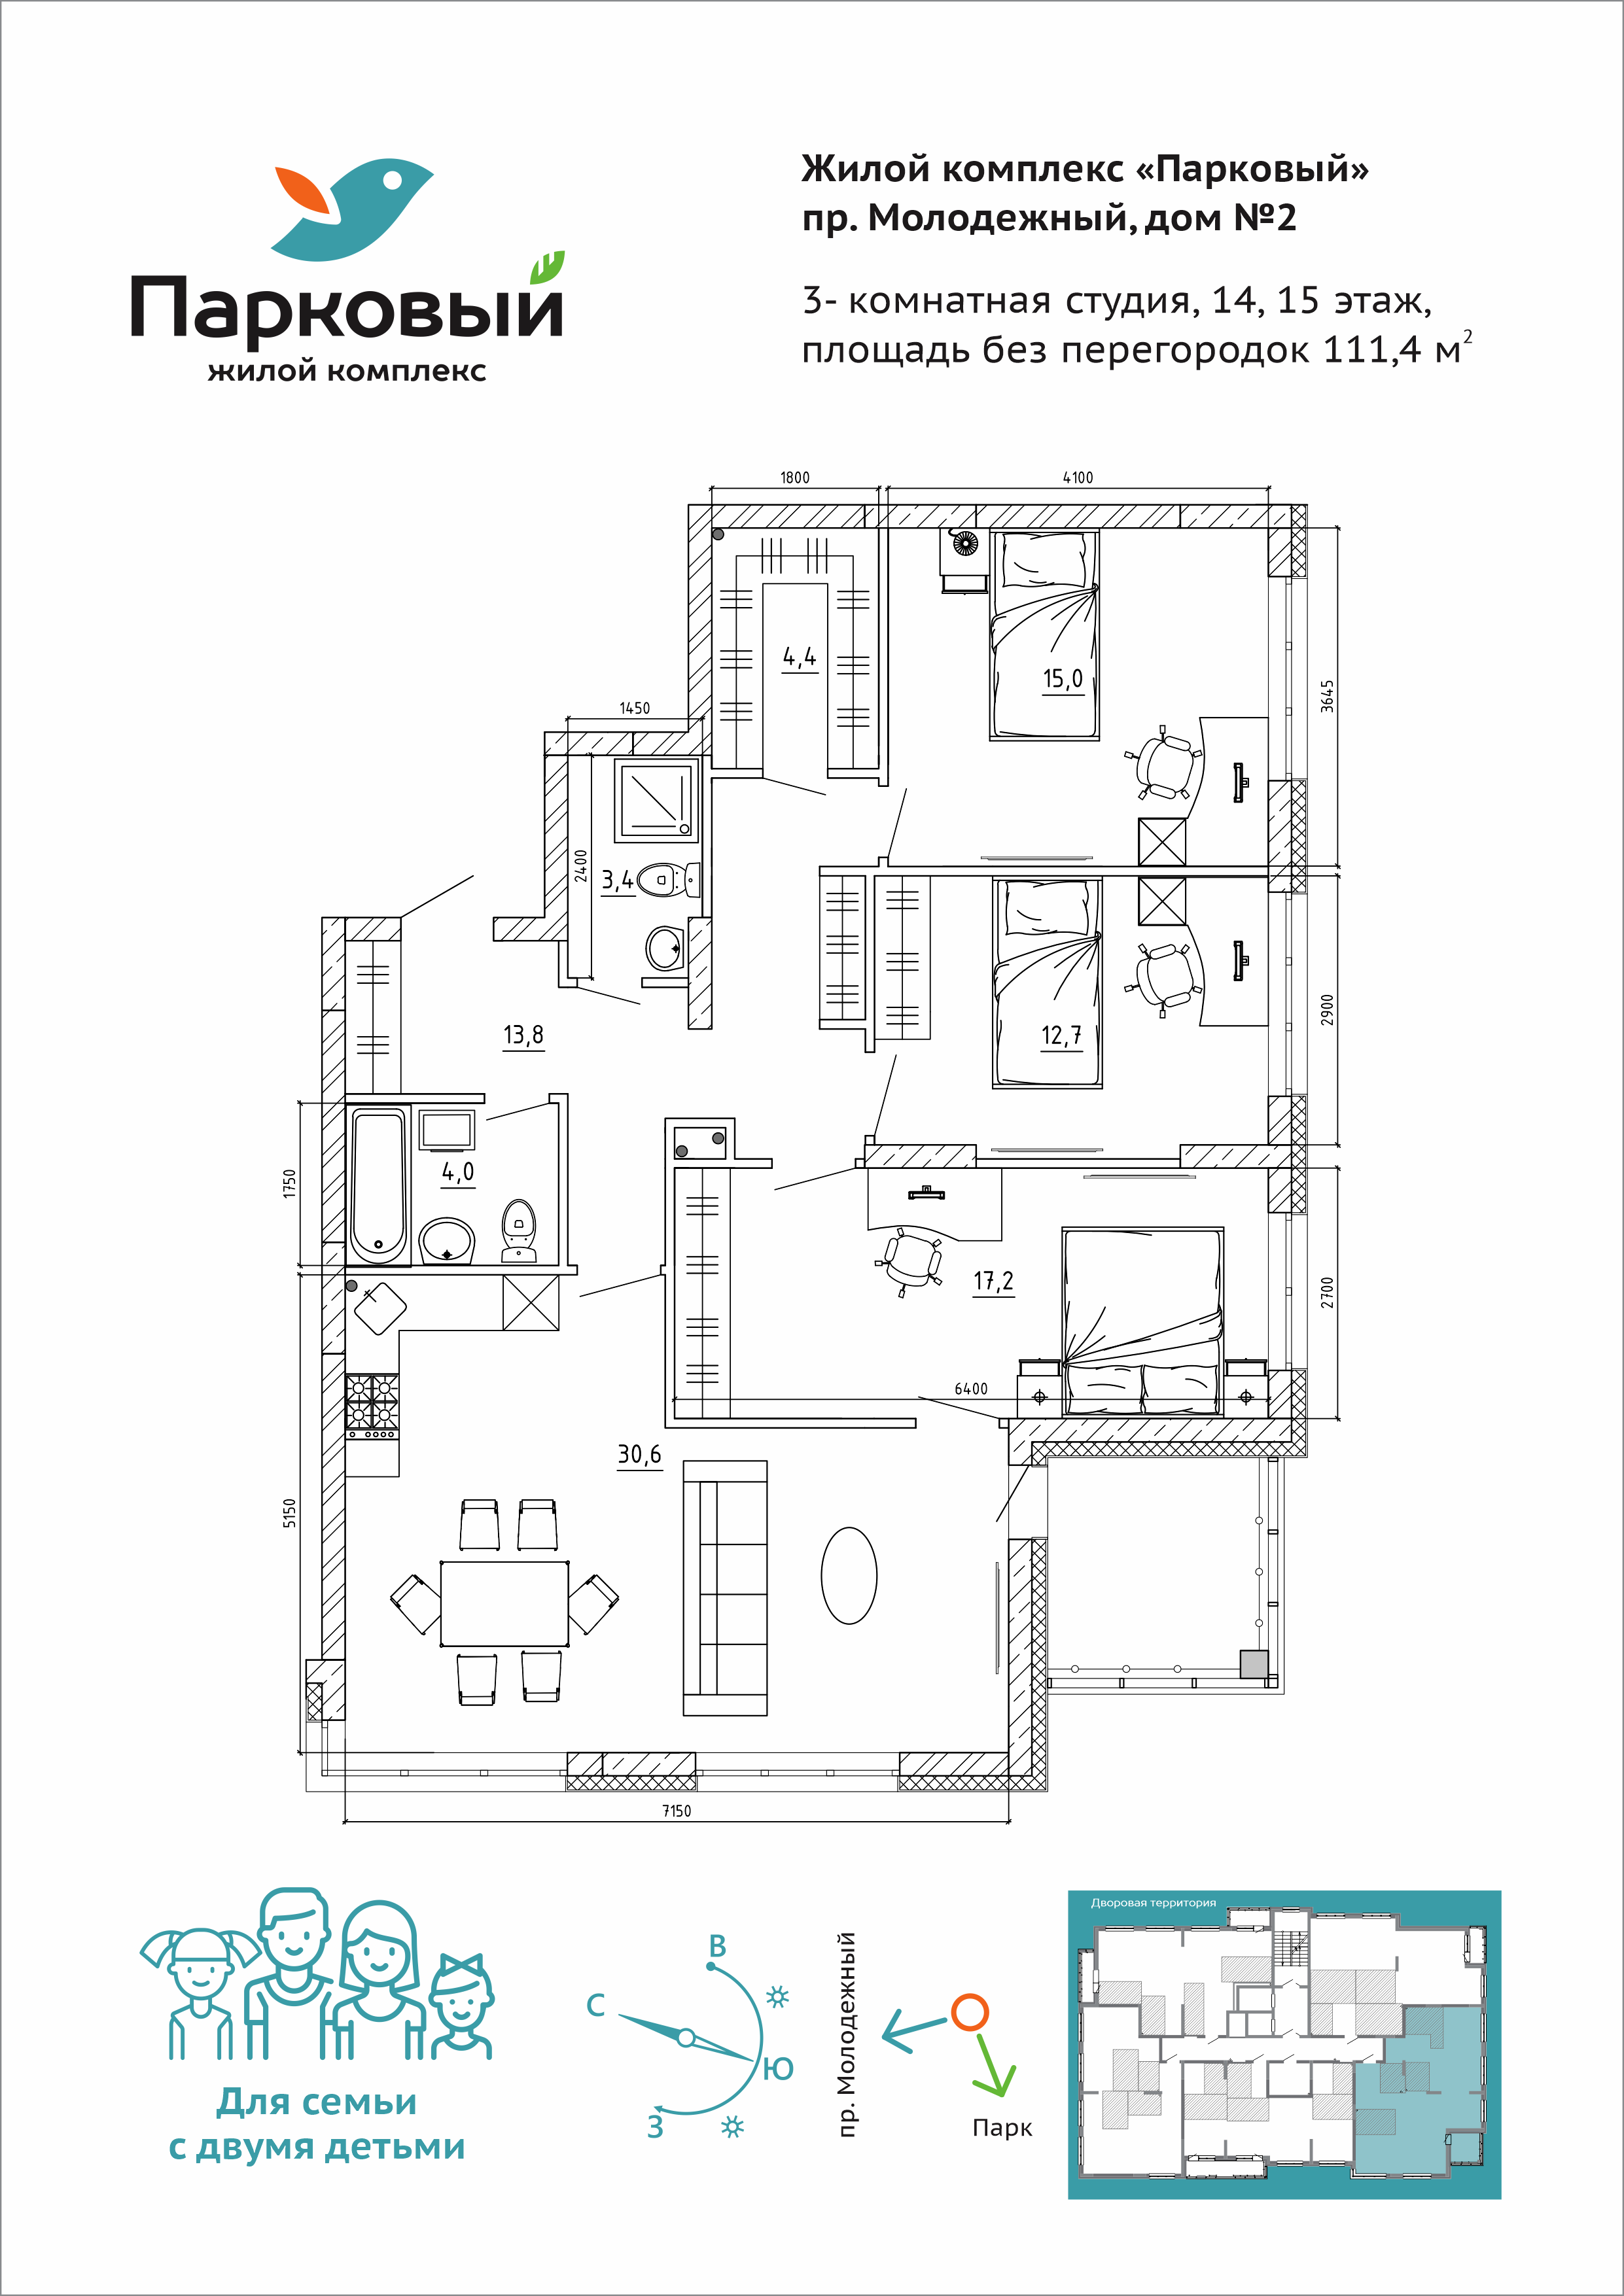 Парковый
жилой комплекс
Жилой комплекс «Парковый»
пр. Молодежный, дом №2
3- комнатная студия, 14, 15 этаж,
площадь без перегородок 111,4 м²
1800
4100
4,4
15,0
3645
1450
2400
3,4
13,8
12,7
2900
1750
4,0
17,2
2700
6400
30,6
5150
7150
Для семьи
с двумя детьми
В
С
Ю
З
пр. Молодежный
Парк
Дворовая территория